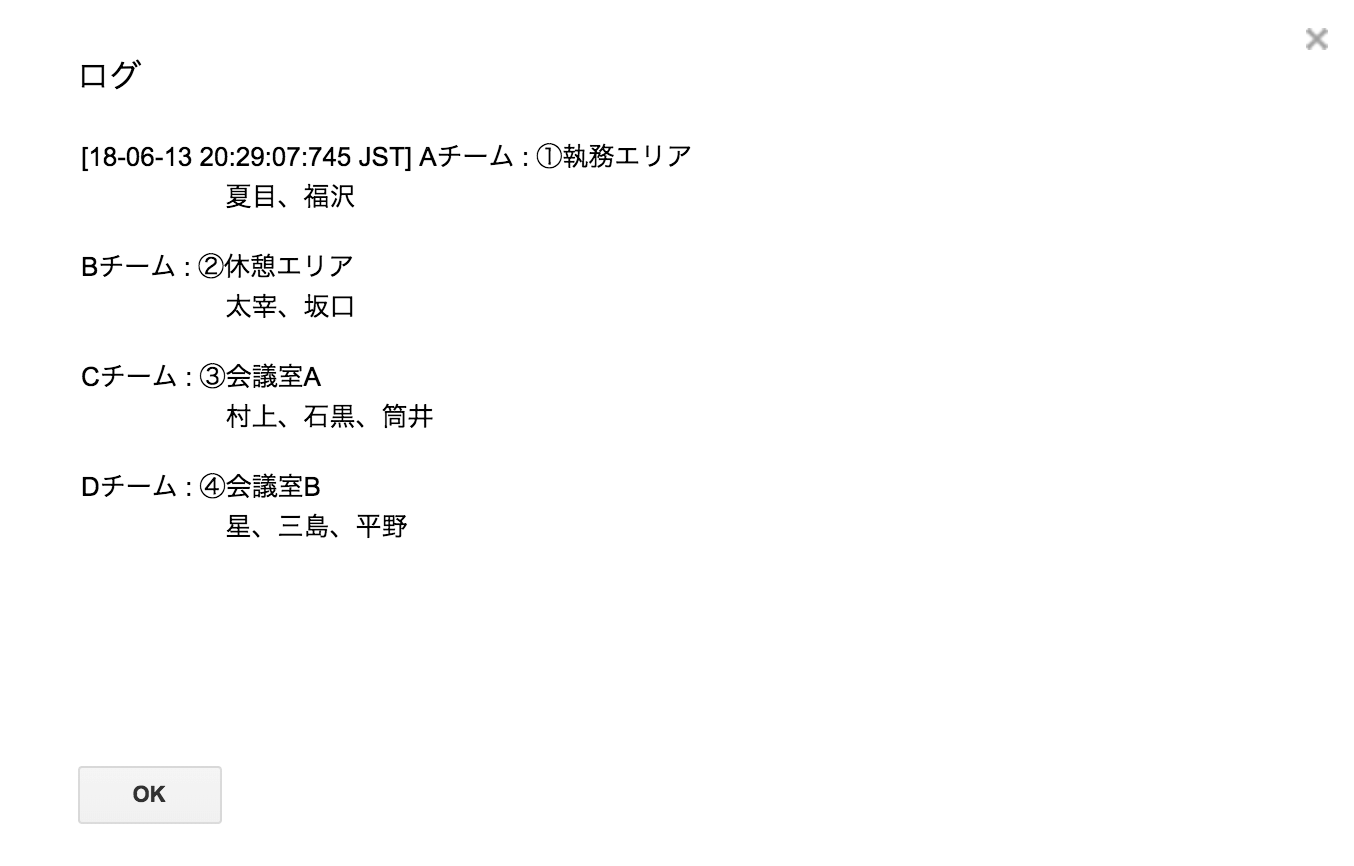 ログ
[18-06-13 20:29:07:745 JST] Aチーム : ①執務エリア
夏目、福沢
Bチーム : ②休憩エリア
太宰、坂口
Cチーム : ③会議室A
村上、石黒、筒井
Dチーム : ④会議室B
星、三島、平野
OK